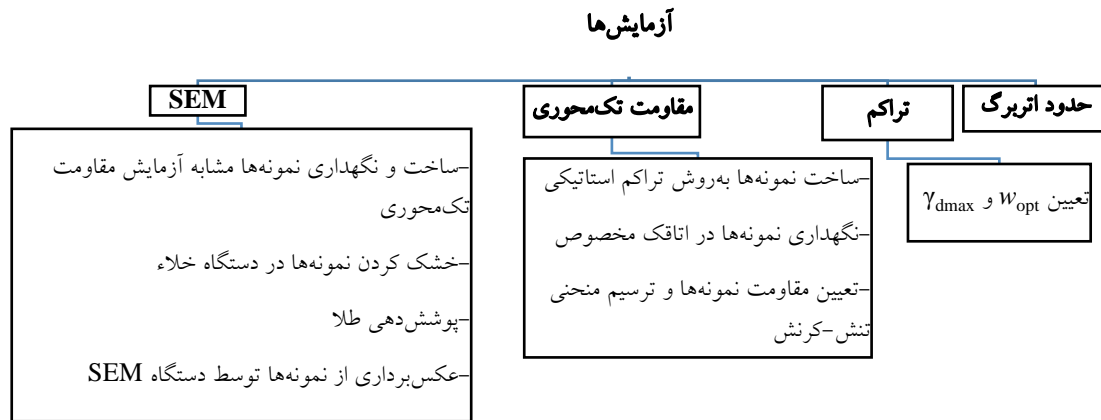 آزمایش‌ها
حدود اتربرگ
تراکم
مقاومت تک‌محوری
SEM
تعیین w_opt و γ_dmax
-ساخت نمونه‌ها به‌روش تراکم استاتیکی
-نگهداری نمونه‌ها در اتاقک مخصوص
-تعیین مقاومت نمونه‌ها و ترسیم منحنی
تنش-کرنش
-ساخت و نگهداری نمونه‌ها مشابه آزمایش مقاومت
تک‌محوری
-خشک کردن نمونه‌ها در دستگاه خلاء
-پوشش‌دهی طلا
-عکس‌برداری از نمونه‌ها توسط دستگاه SEM